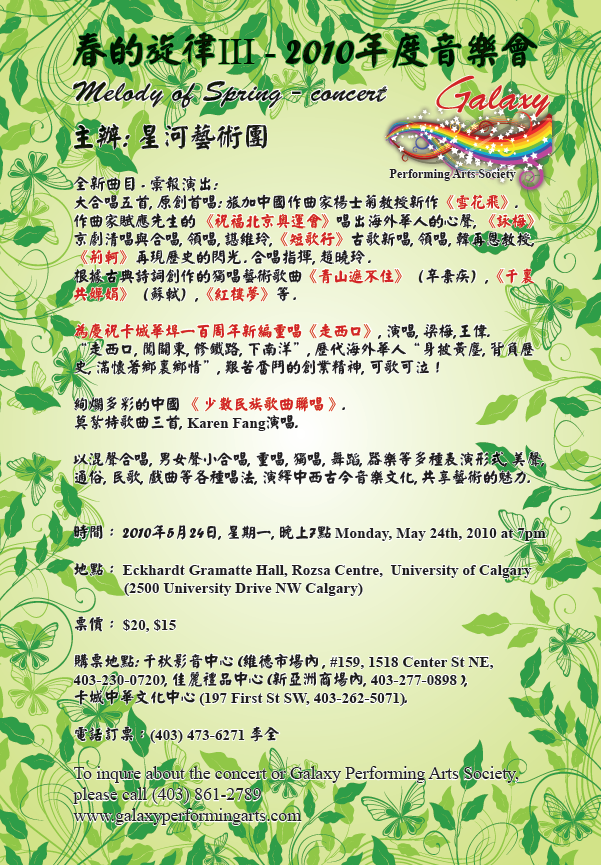 春的旋律III - 2010年度音樂會
Melody of Spring - concert
Galaxy
主辦: 星河藝術團
Performing Arts Society
全新曲目 - 彙報演出:
大合唱五首, 原創首唱: 旅加中國作曲家楊士菊教授新作《雪花飛》.
作曲家賦應先生的《祝福北京奧運會》唱出海外華人的心聲, 《詠梅》
京劇清唱與合唱, 領唱, 諶維玲, 《短歌行》古歌新唱, 領唱, 韓再恩教授,
《荊軻》再現歷史的閃光. 合唱指揮, 趙曉玲.
根據古典詩詞創作的獨唱藝術歌曲《青山遮不住》（辛棄疾）,《千裏
共嬋娟》（蘇軾）,《紅樓夢》等.
為慶祝卡城華埠一百周年新編重唱《走西口》, 演唱, 梁梅,王偉.
“走西口, 闖關東, 修鐵路, 下南洋”, 歷代海外華人“身披黃塵, 背負歷
史, 滿懷著鄉裏鄉情”, 艱苦奮鬥的創業精神, 可歌可泣！
絢爛多彩的中國《 少數民族歌曲聯唱 》.
莫紮特歌曲三首, Karen Fang演唱.
以混聲合唱, 男女聲小合唱, 重唱, 獨唱, 舞蹈, 器樂等多種表演形式, 美聲,
通俗, 民歌, 戲曲等各種唱法, 演繹中西古今音樂文化, 共享藝術的魅力.
時間： 2010年5月24日, 星期一, 晚上7點 Monday, May 24th, 2010 at 7pm
地點： Eckhardt Gramatte Hall, Rozsa Centre, University of Calgary
(2500 University Drive NW Calgary)
票價： $20, $15
購票地點: 千秋影音中心 (維德市場內 , #159, 1518 Center St NE,
403-230-0720), 佳麗禮品中心 (新亞洲商場內, 403-277-0898 ),
卡城中華文化中心 (197 First St SW, 403-262-5071).
電話訂票：(403) 473-6271 李全
To inqure about the concert or Galaxy Performing Arts Society,
please call (403) 861-2789
www.galaxyperformingarts.com